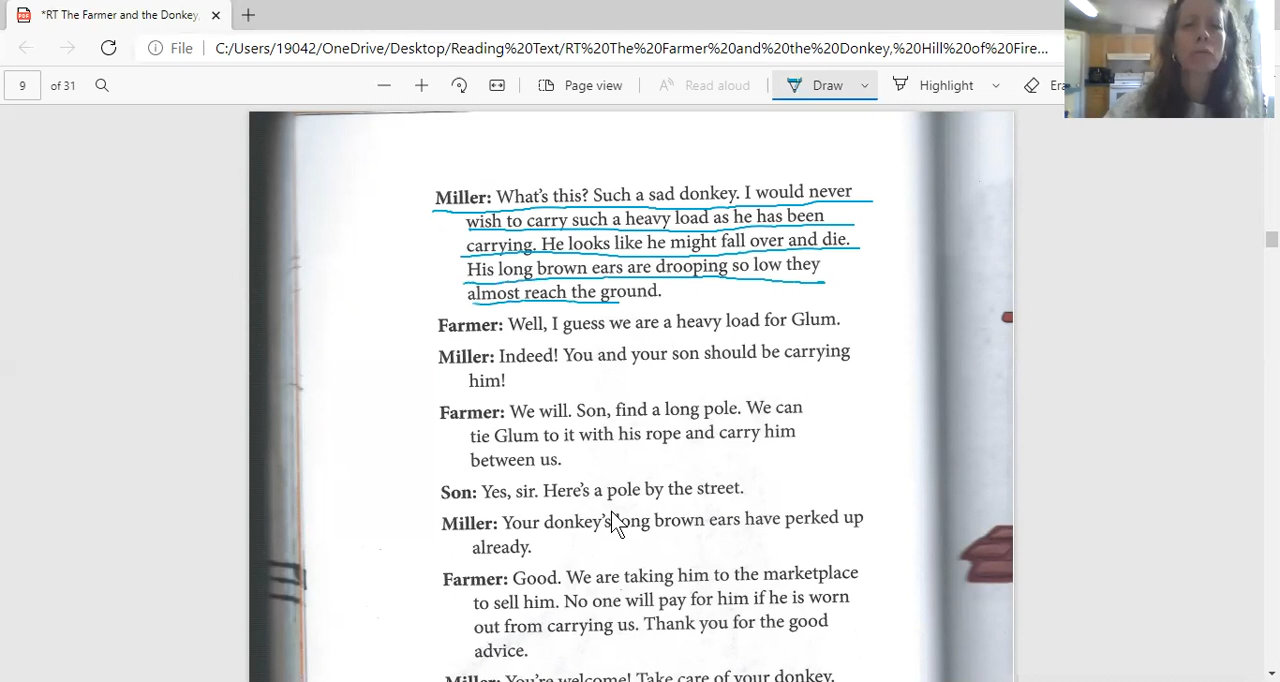 *RT The Farmer and the Donkey,
File C:/Users/19042/OneDrive/Desktop/Reading%20Text/RT%20The%20Farmer%20and%20the%20Donkey,%20Hill%20of%20Fire...
9 of 31 Page view Read aloud Draw Highlight
Miller: What's this? Such a sad donkey. I would never
wish to carry such a heavy load as he has been
carrying. He looks like he might fall over and die.
His long brown ears are drooping so low they
almost reach the ground.
Farmer: Well, I guess we are a heavy load for Glum.
Miller: Indeed! You and your son should be carrying
him!
Farmer: We will. Son, find a long pole. We can
tie Glum to it with his rope and carry him
between us.
Son: Yes, sir. Here's a pole by the street.
Miller: Your donkey's long brown ears have perked up
already.
Farmer: Good. We are taking him to the marketplace
to sell him. No one will pay for him if he is worn
out from carrying us. Thank you for the good
advice.
Miller: You're welcome! Take care of your donkey.